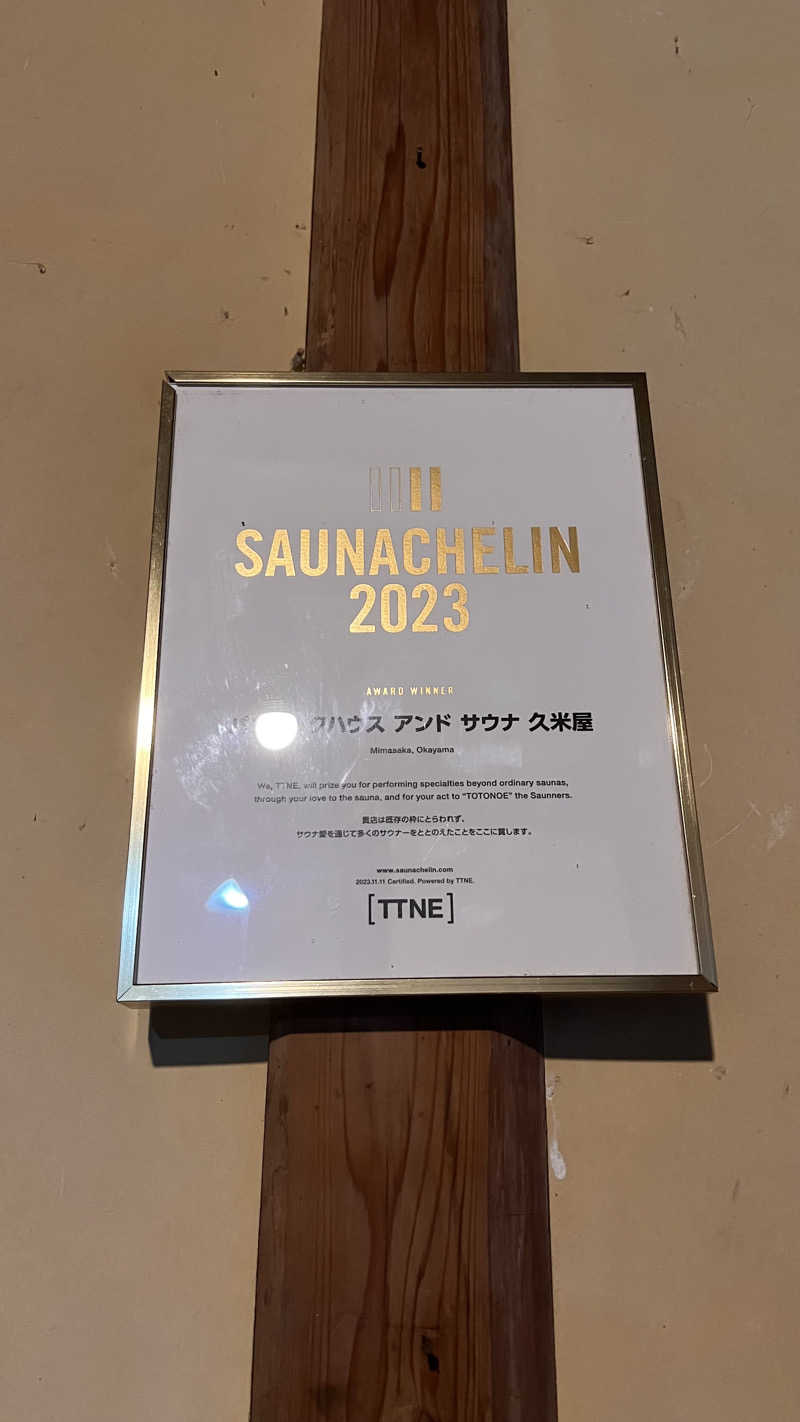 SAUNACHELIN
2023
AWARD WINNER
クハウス アンド サウナ 久米屋
Mimasaka, Okayama
We, TTNE, will prize you for performing specialties beyond ordinary saunas,
through your love to the sauna, and for your act to "TOTONOE" the Saunners.
貴店は既存の枠にとらわれず、
サウナ愛を通じて多くのサウナーをととのえたことをここに賞します。
www.saunachelin.com
2023.11.11 Certified. Powered by TTNE.
[TTNE]